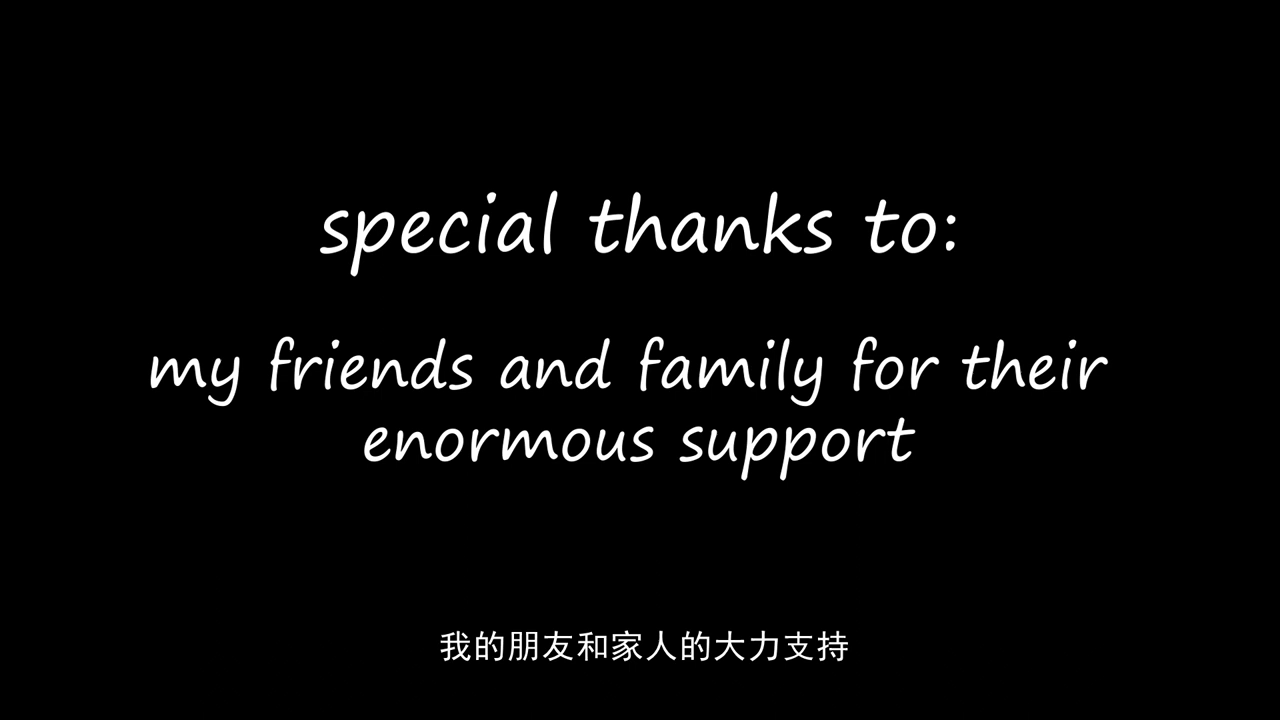 special thanks to:
my friends and family for their
enormous support
我的朋友和家人的大力支持